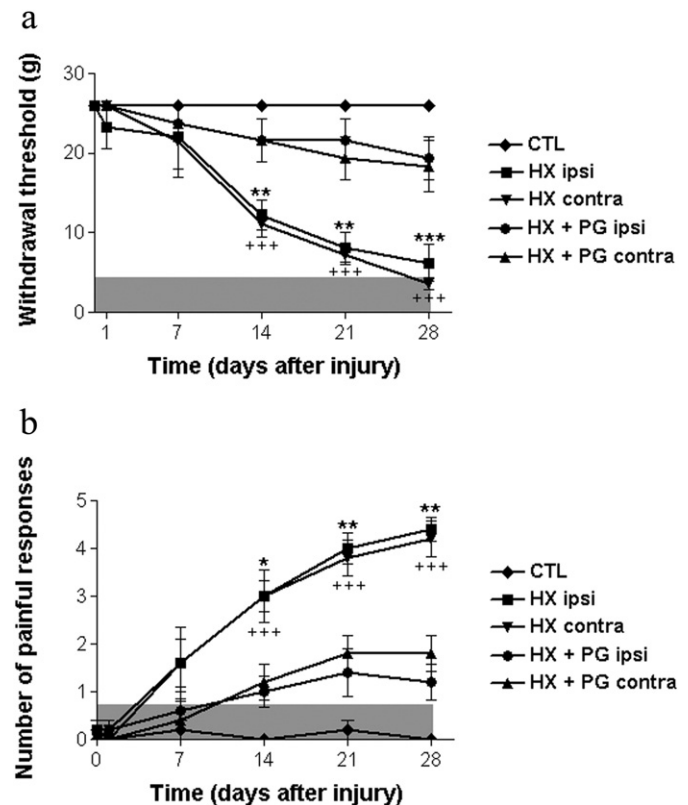 a
Withdrawal threshold (g)
30
20
10
0
**
**
***
+++
+++
+++
1
7
14
21
28
Time (days after injury)
CTL
HX ipsi
HX contra
HX + PG ipsi
HX + PG contra
b
Number of painful responses
5
4
3
2
1
0
*
**
**
+++
+++
+++
0
7
14
21
28
Time (days after injury)
CTL
HX ipsi
HX contra
HX + PG ipsi
HX + PG contra